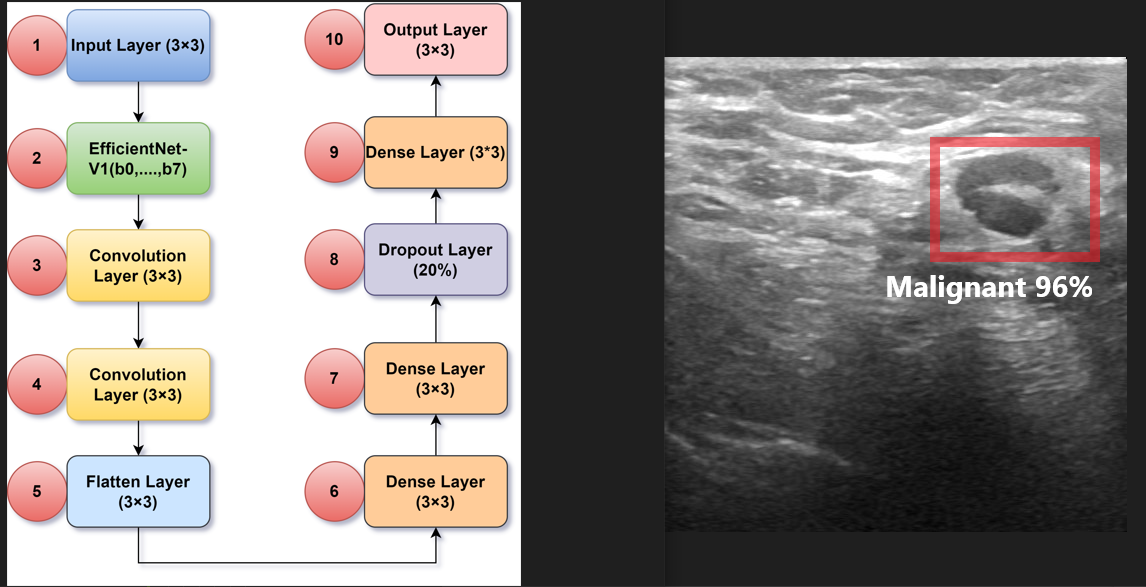 1
Input Layer (3×3)
2
EfficientNet-
V1(b0,....,b7)
3
Convolution
Layer (3×3)
4
Convolution
Layer (3×3)
5
Flatten Layer
(3×3)
6
Dense Layer
(3×3)
7
Dense Layer
(3×3)
8
Dropout Layer
(20%)
9
Dense Layer (3*3)
10
Output Layer
(3×3)
Malignant 96%